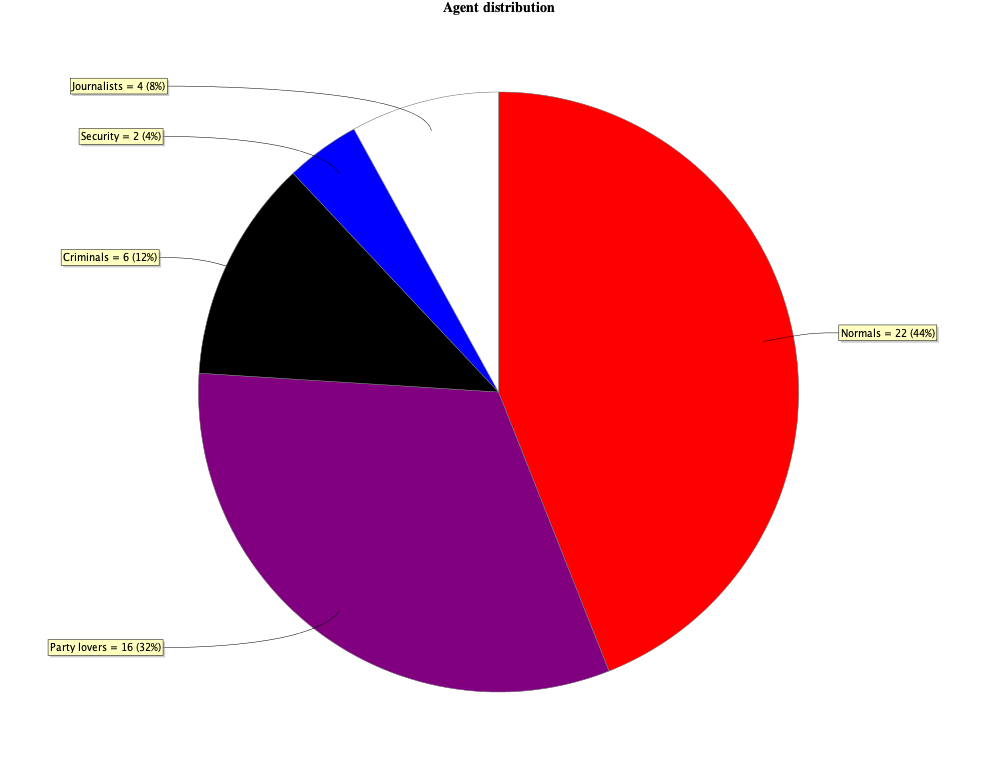 Agent distribution
Journalists = 4 (8%)
Security = 2 (4%)
Criminals = 6 (12%)
Normals = 22 (44%)
Party lovers = 16 (32%)